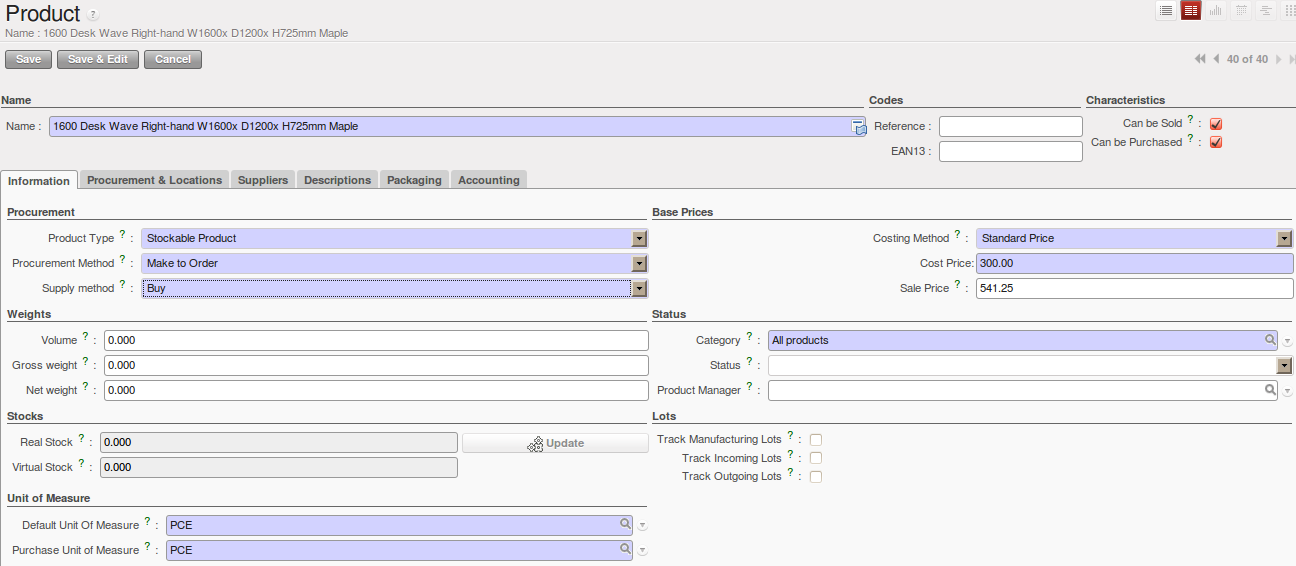 Product ?
Name : 1600 Desk Wave Right-hand W1600x D1200x H725mm Maple
Save Save & Edit Cancel 40 of 40
Name Codes Characteristics
Name : 1600 Desk Wave Right-hand W1600x D1200x H725mm Maple Reference : Can be Sold ? :
EAN13 : Can be Purchased ? :
Information Procurement & Locations Suppliers Descriptions Packaging Accounting
Procurement Base Prices
Product Type ? : Stockable Product Costing Method ? : Standard Price
Procurement Method ? : Make to Order Cost Price: 300.00
Supply method ? : Buy Sale Price ? : 541.25
Weights Status
Volume ? : 0.000 Category ? : All products
Gross weight ? : 0.000 Status ? :
Net weight ? : 0.000 Product Manager ? :
Stocks Lots
Real Stock ? : 0.000 Update Track Manufacturing Lots ? :
Virtual Stock ? : 0.000 Track Incoming Lots ? :
Track Outgoing Lots ? :
Unit of Measure
Default Unit Of Measure ? : PCE
Purchase Unit of Measure ? : PCE